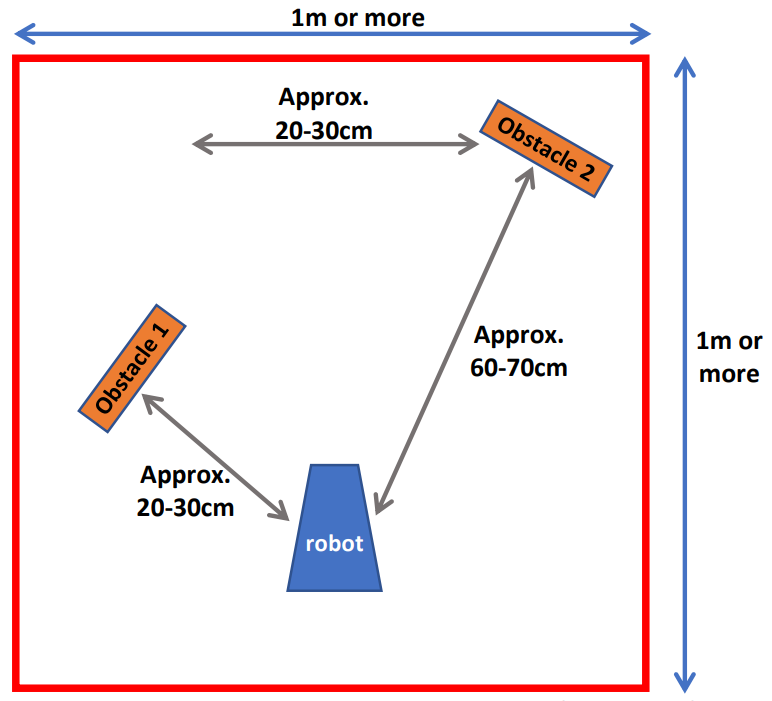 1m or more
Approx.
20-30cm
Obstacle 2
Approx.
60-70cm
1m or
more
Obstacle 1
Approx.
20-30cm
robot